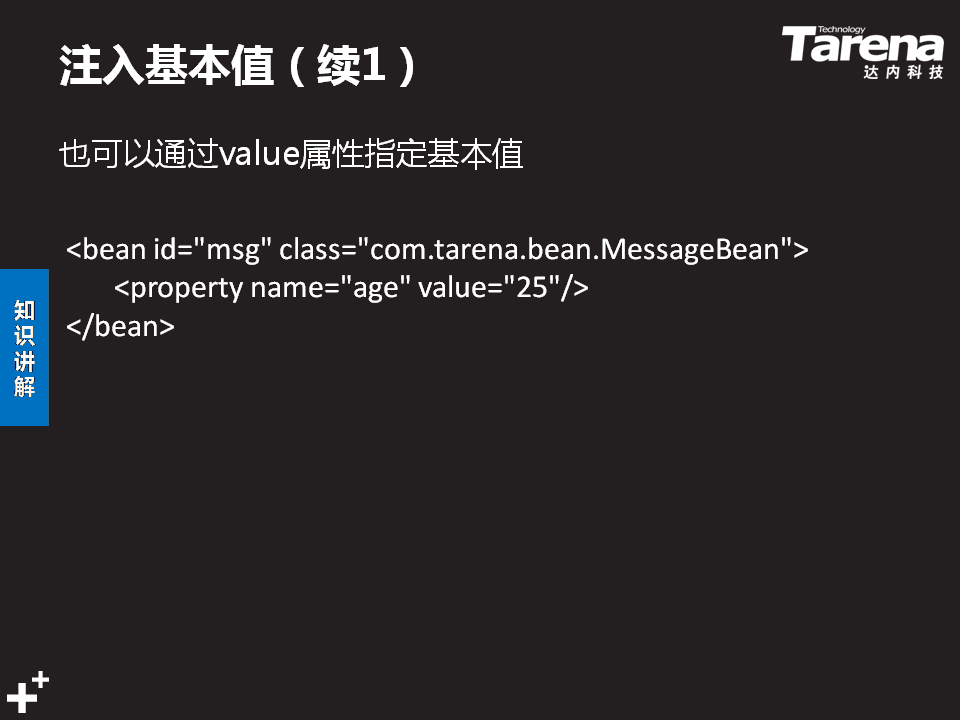 注入基本值（续1）
Technology
Tarena
达内科技
也可以通过value属性指定基本值
<bean id="msg" class="com.tarena.bean.MessageBean">
<property name="age" value="25"/>
</bean>
知识讲解
++